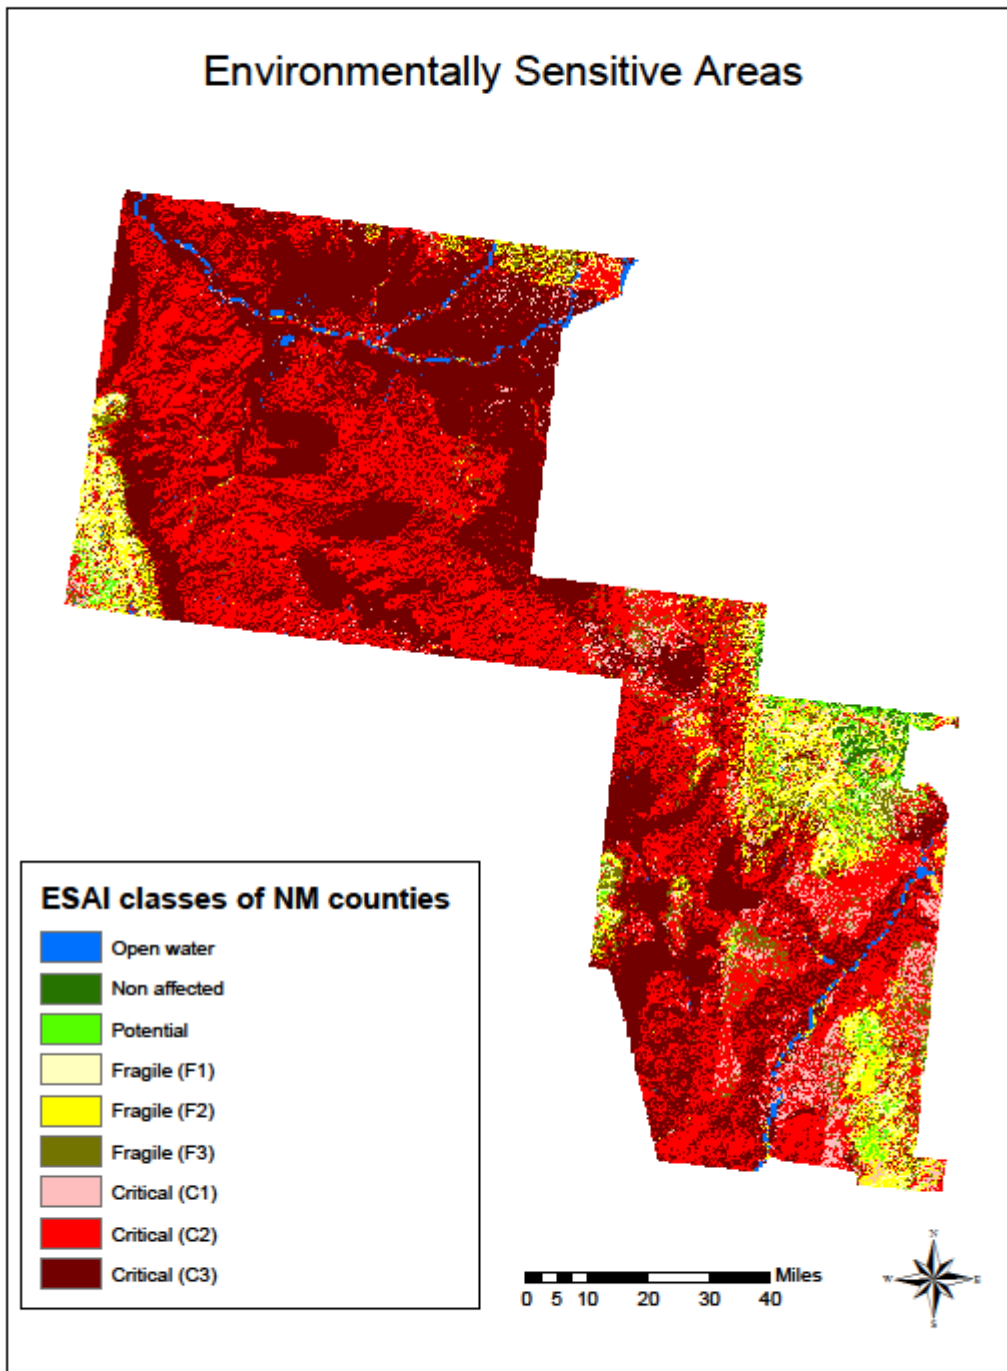 Environmentally Sensitive Areas
ESAI classes of NM counties
Open water
Non affected
Potential
Fragile (F1)
Fragile (F2)
Fragile (F3)
Critical (C1)
Critical (C2)
Critical (C3)
Miles
0 5 10 20 30 40
N
W E
S